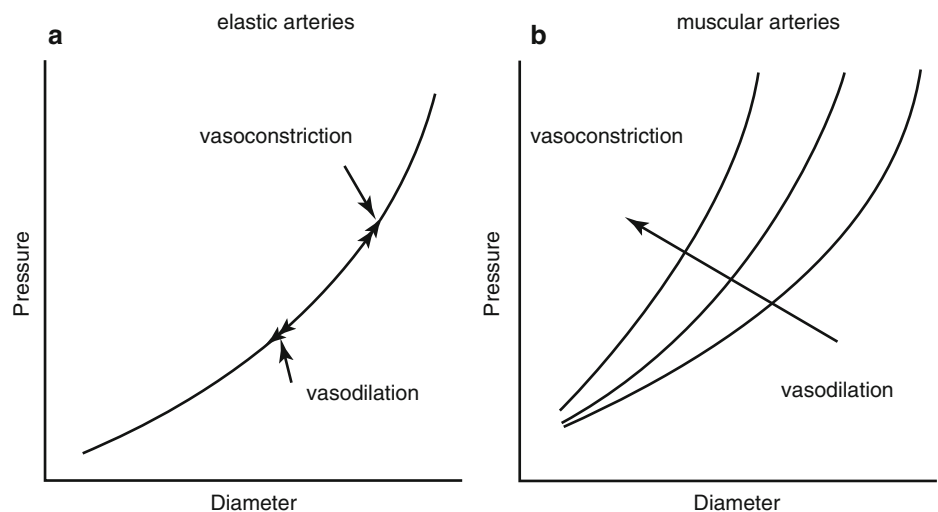 a
elastic arteries
vasoconstriction
vasodilation
Pressure
Diameter
b
muscular arteries
vasoconstriction
vasodilation
Pressure
Diameter